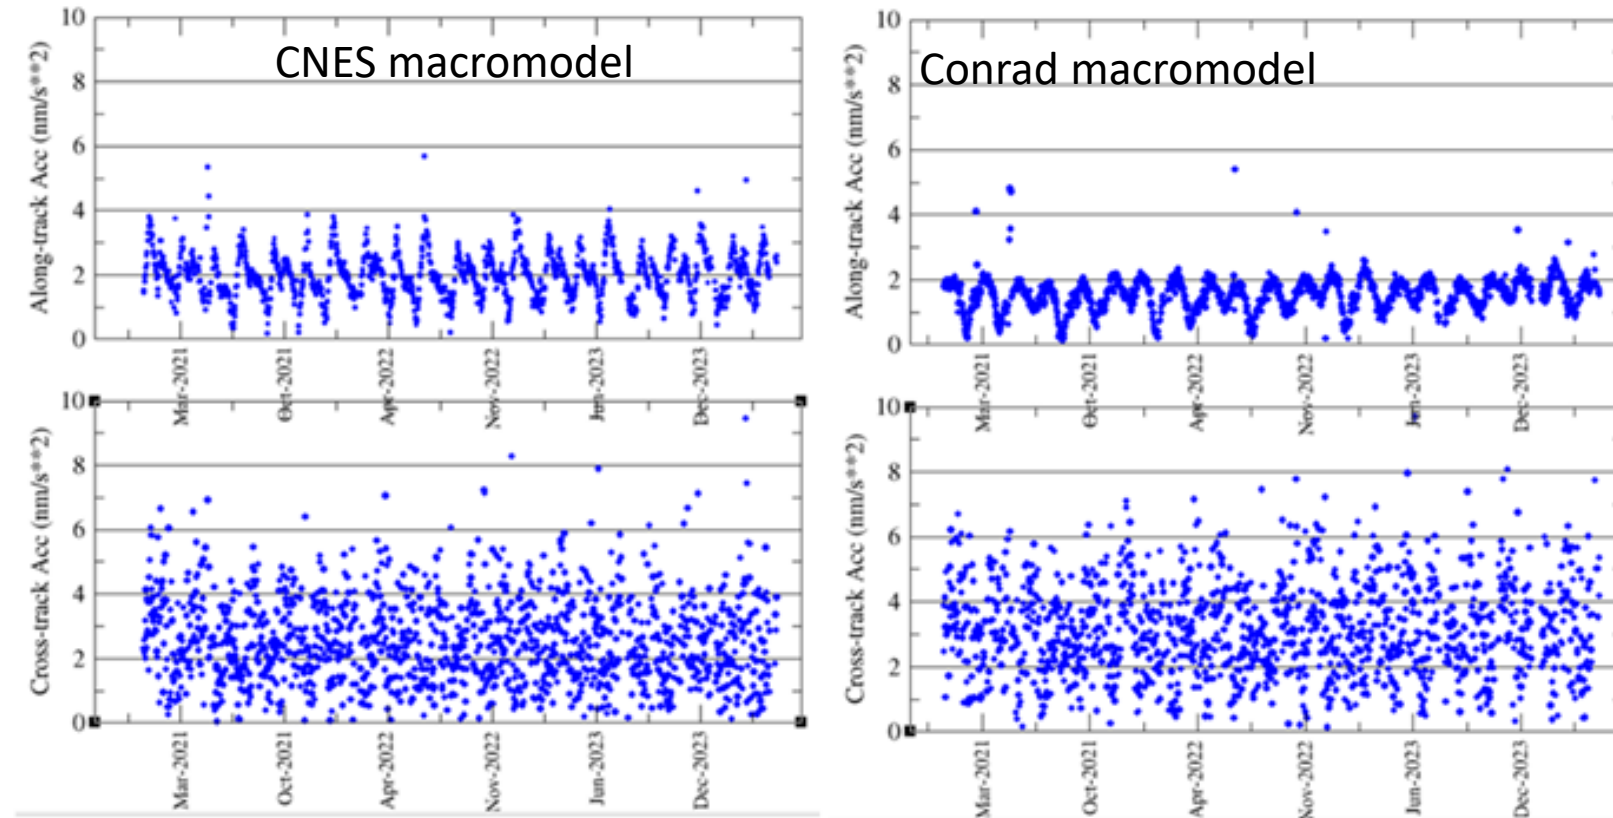 CNES macromodel
Along-track Acc (nm/s**2)
10
8
6
4
2
0
Mar-2021
Oct-2021
Apr-2022
Nov-2022
Jun-2023
Dec-2023
Conrad macromodel
Along-track Acc (nm/s**2)
10
8
6
4
2
0
Mar-2021
Oct-2021
Apr-2022
Nov-2022
Jun-2023
Dec-2023
Cross-track Acc (nm/s**2)
10
8
6
4
2
0
Mar-2021
Oct-2021
Apr-2022
Nov-2022
Jun-2023
Dec-2023
Cross-track Acc (nm/s**2)
10
8
6
4
2
0
Mar-2021
Oct-2021
Apr-2022
Nov-2022
Jun-2023
Dec-2023